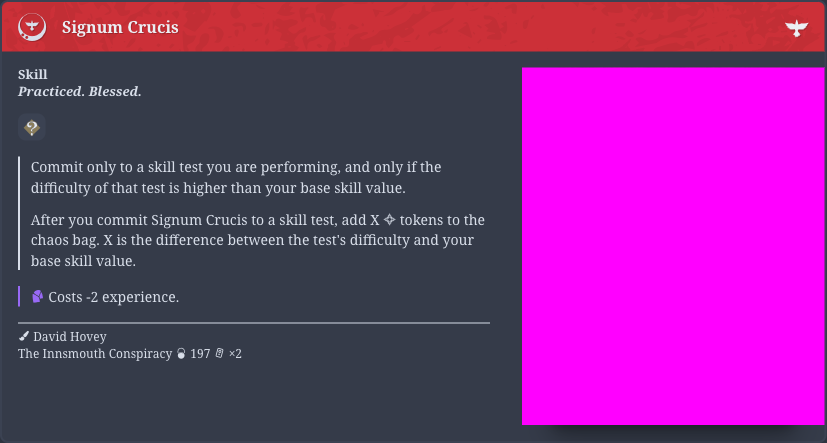 Signum Crucis
Skill
Practiced. Blessed.
?
Commit only to a skill test you are performing, and only if the
difficulty of that test is higher than your base skill value.
After you commit Signum Crucis to a skill test, add X tokens to the
chaos bag. X is the difference between the test's difficulty and your
base skill value.
Costs -2 experience.
David Hovey
The Innsmouth Conspiracy 197 ×2